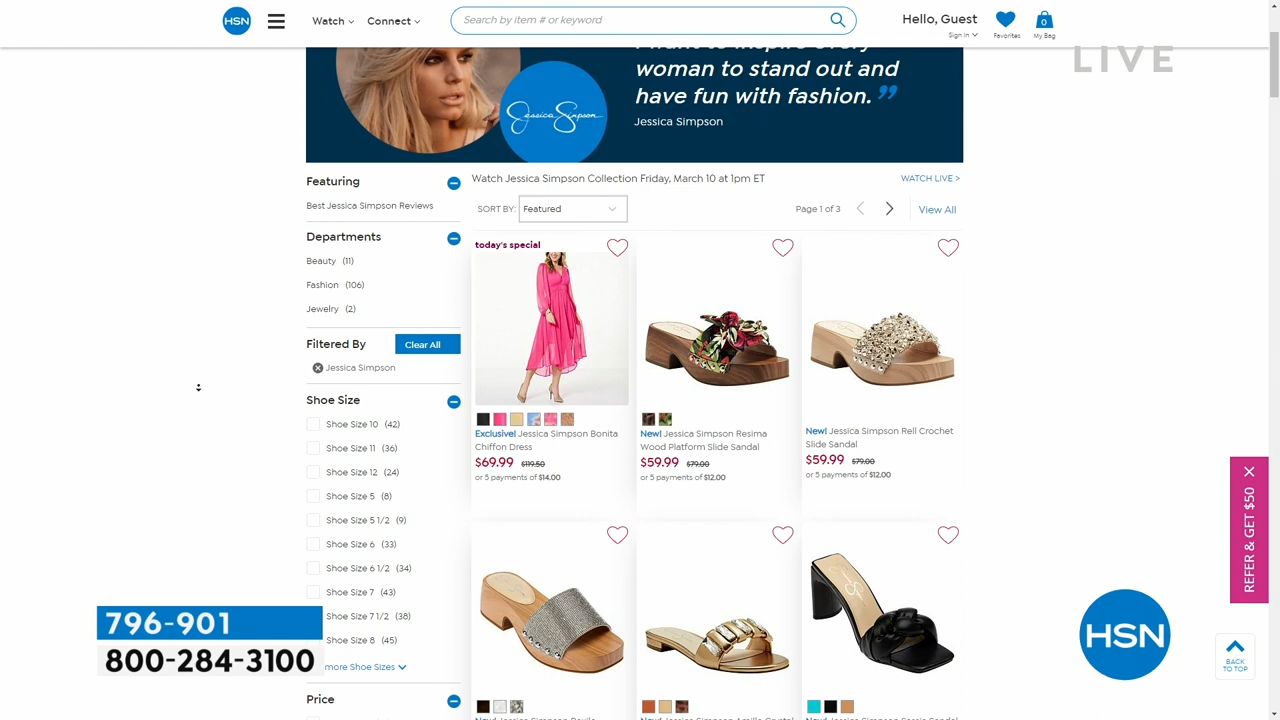 HSN
Watch
Connect
Search by item # or keyword
Hello, Guest
Sign In
Favorites
0
My Bag
LIVE
woman to stand out and
have fun with fashion. ”
Jessica Simpson
Jessica Simpson
Featuring
Best Jessica Simpson Reviews
Departments
Beauty (11)
Fashion (106)
Jewelry (2)
Filtered By
Clear All
Jessica Simpson
Shoe Size
Shoe Size 10 (42)
Shoe Size 11 (36)
Shoe Size 12 (24)
Shoe Size 5 (8)
Shoe Size 5 1/2 (9)
Shoe Size 6 (33)
Shoe Size 6 1/2 (34)
Shoe Size 7 (43)
Shoe Size 7 1/2 (38)
Shoe Size 8 (45)
more Shoe Sizes
Price
Watch Jessica Simpson Collection Friday, March 10 at 1pm ET
WATCH LIVE >
SORT BY: Featured
Page 1 of 3
View All
today's special
Exclusive! Jessica Simpson Bonita
Chiffon Dress
$69.99 $119.50
or 5 payments of $14.00
New! Jessica Simpson Resima
Wood Platform Slide Sandal
$59.99 $79.00
or 5 payments of $12.00
New! Jessica Simpson Rell Crochet
Slide Sandal
$59.99 $79.00
or 5 payments of $12.00
REFER & GET $50
796-901
800-284-3100
HSN
BACK
TO TOP